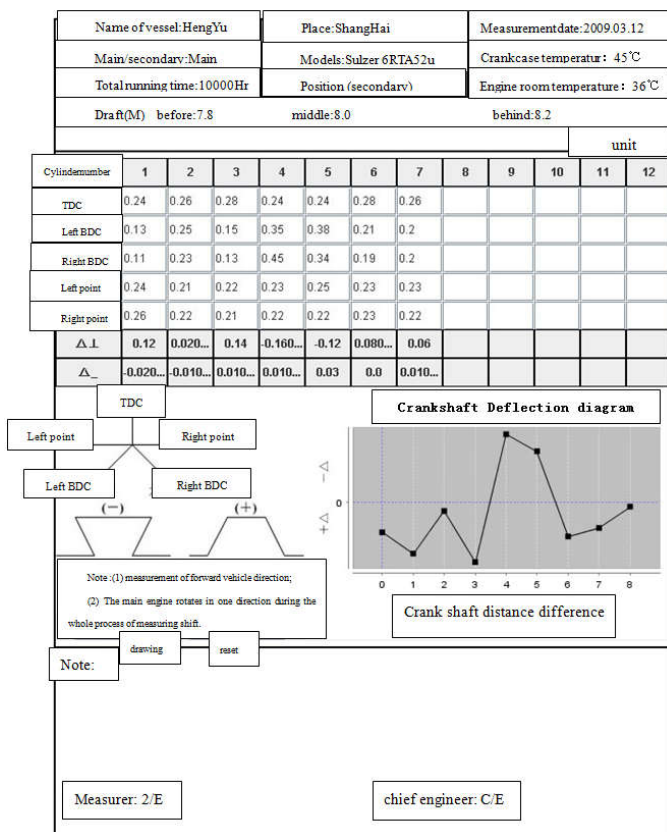 Name of vessel:HengYu Place:ShangHai Measurementdate:2009.03.12
Main/secondary:Main Models:Sulzer 6RTA52u Crankcase temperatur: 45℃
Total running time:10000Hr Position (secondary) Engine room temperature: 36℃
Draft(M) before:7.8 middle:8.0 behind:8.2
unit
Cylindernumber 1 2 3 4 5 6 7 8 9 10 11 12
TDC 0.24 0.26 0.28 0.24 0.24 0.28 0.26
Left BDC 0.13 0.25 0.15 0.35 0.38 0.21 0.2
Right BDC 0.11 0.23 0.13 0.45 0.34 0.19 0.2
Left point 0.24 0.21 0.22 0.23 0.25 0.23 0.23
Right point 0.26 0.22 0.21 0.22 0.22 0.23 0.22
△⊥ 0.12 0.020... 0.14 -0.160... -0.12 0.080... 0.06
△_ -0.020... -0.010... 0.010... 0.010... 0.03 0.0 0.010...
TDC
Left point Right point
Left BDC Right BDC
(−) (+)
Note :(1) measurement of forward vehicle direction;
(2) The main engine rotates in one direction during the
whole process of measuring shift.
drawing reset
Crankshaft Deflection diagram
−△
0
+△
0 1 2 3 4 5 6 7 8
Crank shaft distance difference
Note:
Measurer: 2/E chief engineer: C/E